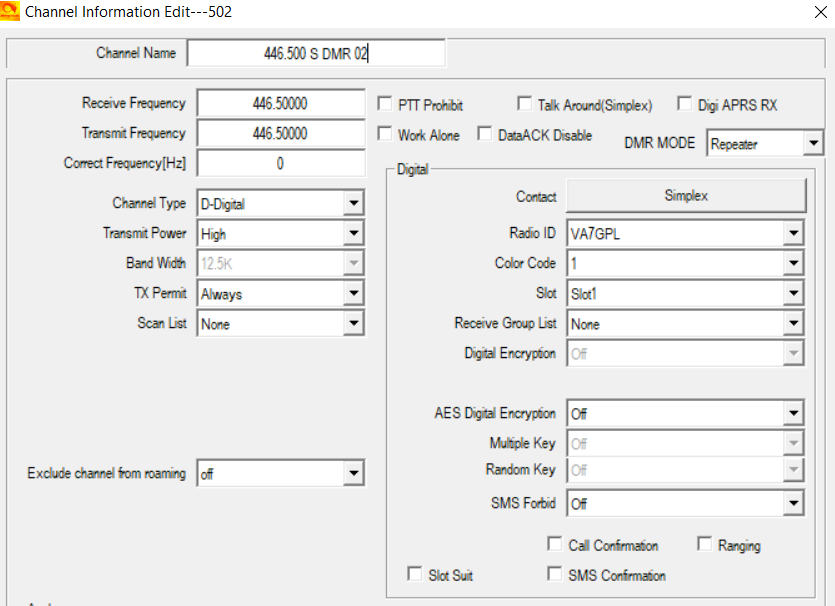 Channel Information Edit---502
Channel Name 446.500 S DMR 02
Receive Frequency 446.50000 PTT Prohibit Talk Around(Simplex) Digi APRS RX
Transmit Frequency 446.50000 Work Alone DataACK Disable DMR MODE Repeater
Correct Frequency[Hz] 0
Digital
Contact Simplex
Channel Type D-Digital
Radio ID VA7GPL
Transmit Power High
Color Code 1
Band Width 12.5K
Slot Slot1
TX Permit Always
Receive Group List None
Scan List None
Digital Encryption Off
AES Digital Encryption Off
Multiple Key Off
Exclude channel from roaming off
Random Key Off
SMS Forbid Off
Call Confirmation Ranging
Slot Suit SMS Confirmation